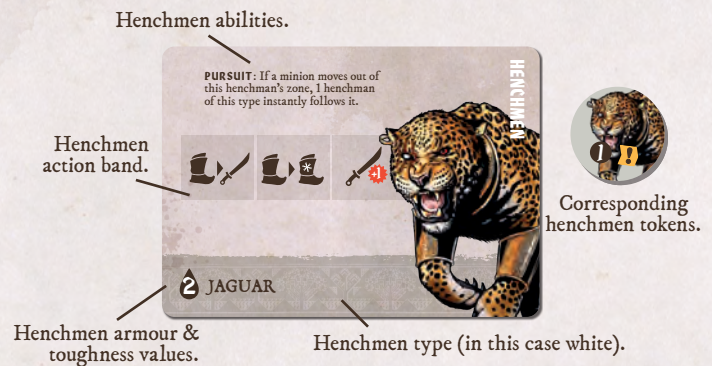 Henchmen abilities.
PURSUIT: If a minion moves out of
this henchman's zone, 1 henchman
of this type instantly follows it.
HENCHMEN
Henchmen
action band.
+1
1 !
Corresponding
henchmen tokens.
2 JAGUAR
Henchmen armour &
toughness values.
Henchmen type (in this case white).